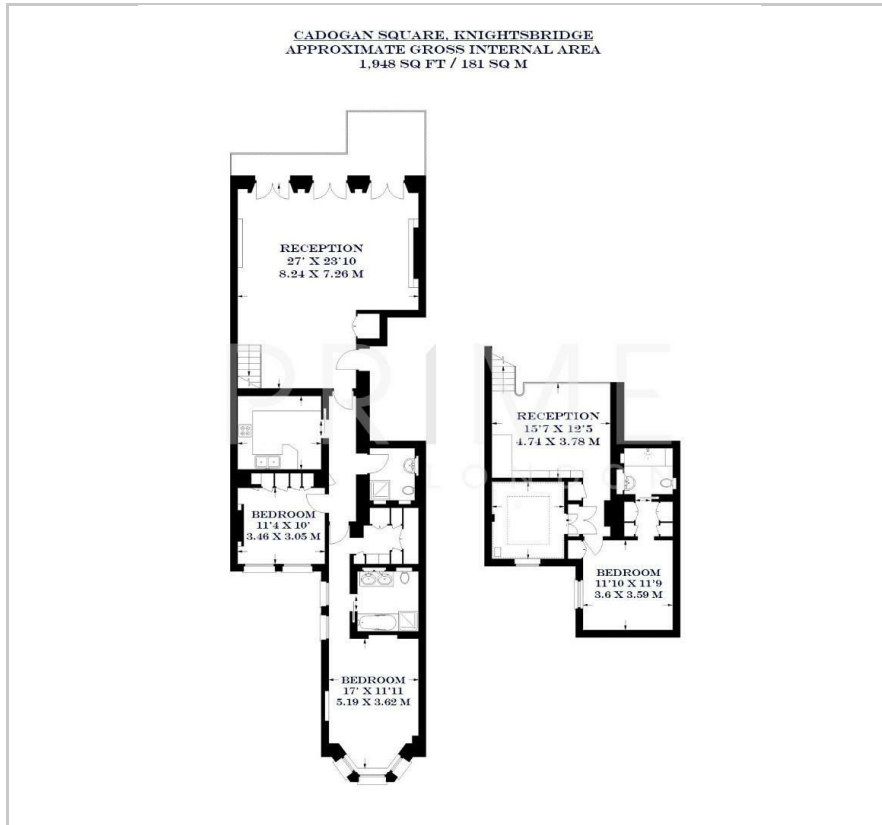 CADOGAN SQUARE, KNIGHTSBRIDGE
APPROXIMATE GROSS INTERNAL AREA
1,948 SQ FT / 181 SQ M
RECEPTION
27' X 23'10
8.24 X 7.26 M
PRIME
LONDON
RECEPTION
15'7 X 12'5
4.74 X 3.78 M
BEDROOM
11'4 X 10'
3.46 X 3.05 M
BEDROOM
11'10 X 11'9
3.6 X 3.59 M
BEDROOM
17' X 11'11
5.19 X 3.62 M